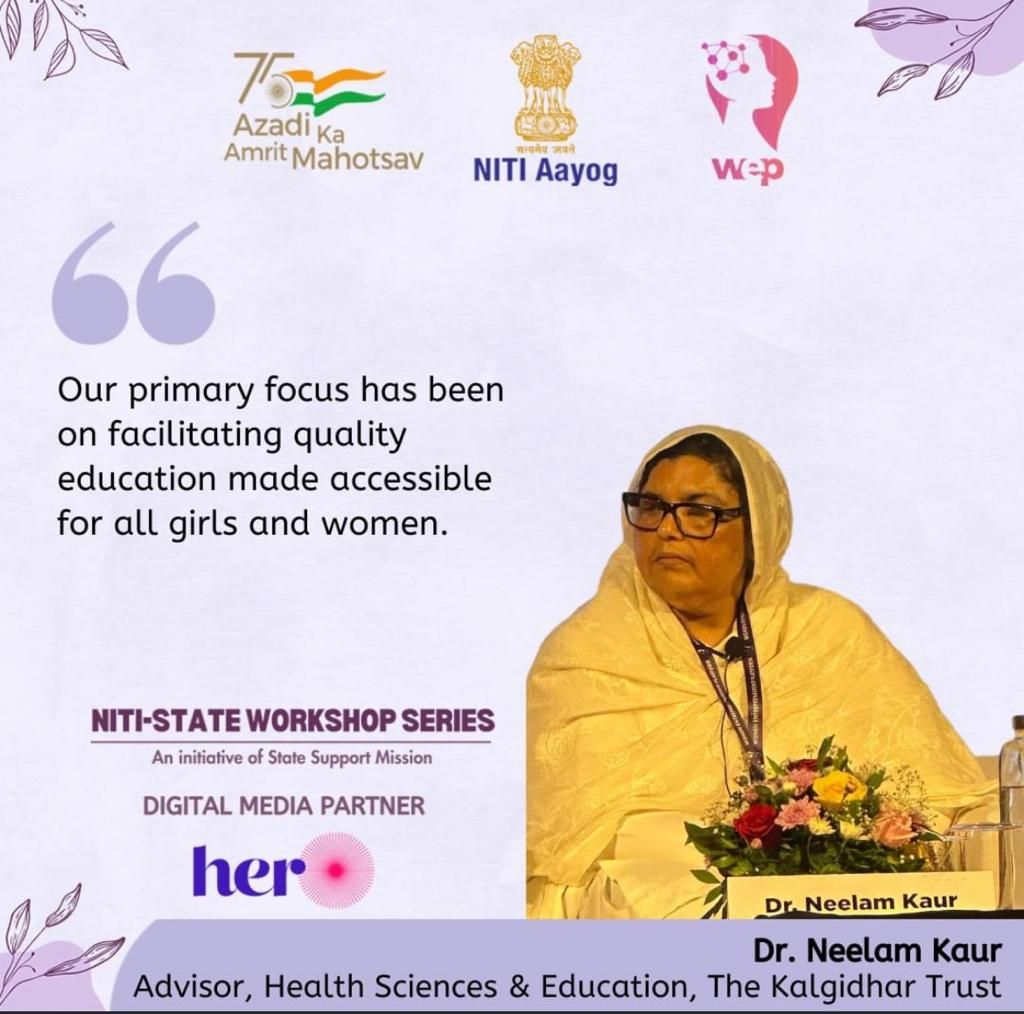 75
Azadi Ka
Amrit Mahotsav
सत्यमेव जयते
NITI Aayog
wep
Our primary focus has been
on facilitating quality
education made accessible
for all girls and women.
NITI-STATE WORKSHOP SERIES
An initiative of State Support Mission
DIGITAL MEDIA PARTNER
her
Dr. Neelam Kaur
Dr. Neelam Kaur
Advisor, Health Sciences & Education, The Kalgidhar Trust